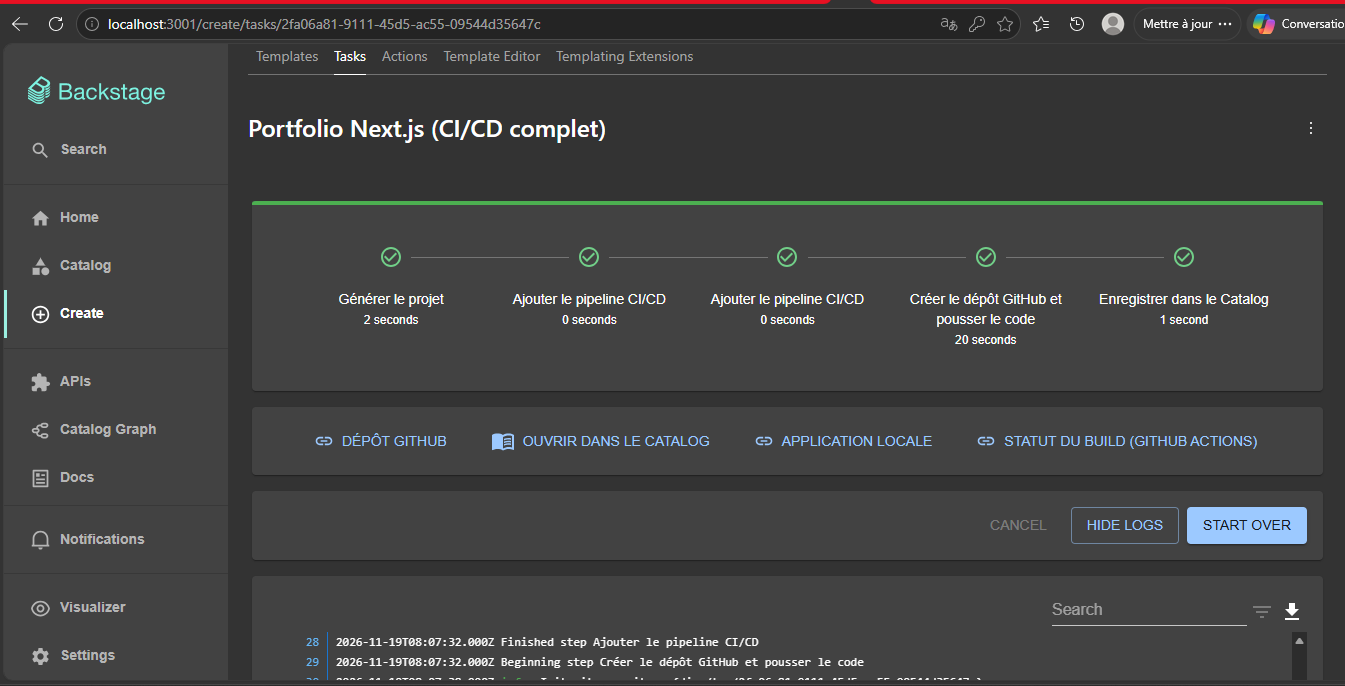 localhost:3001/create/tasks/2fa06a81-9111-45d5-ac55-09544d35647c
Mettre à jour
Conversatio
Backstage
Search
Home
Catalog
Create
APIs
Catalog Graph
Docs
Notifications
Visualizer
Settings
Templates Tasks Actions Template Editor Templating Extensions
Portfolio Next.js (CI/CD complet)
Générer le projet
2 seconds
Ajouter le pipeline CI/CD
0 seconds
Ajouter le pipeline CI/CD
0 seconds
Créer le dépôt GitHub et
pousser le code
20 seconds
Enregistrer dans le Catalog
1 second
DÉPÔT GITHUB OUVRIR DANS LE CATALOG APPLICATION LOCALE STATUT DU BUILD (GITHUB ACTIONS)
CANCEL HIDE LOGS START OVER
Search
28 2026-11-19T08:07:32.000Z Finished step Ajouter le pipeline CI/CD
29 2026-11-19T08:07:32.000Z Beginning step Créer le dépôt GitHub et pousser le code